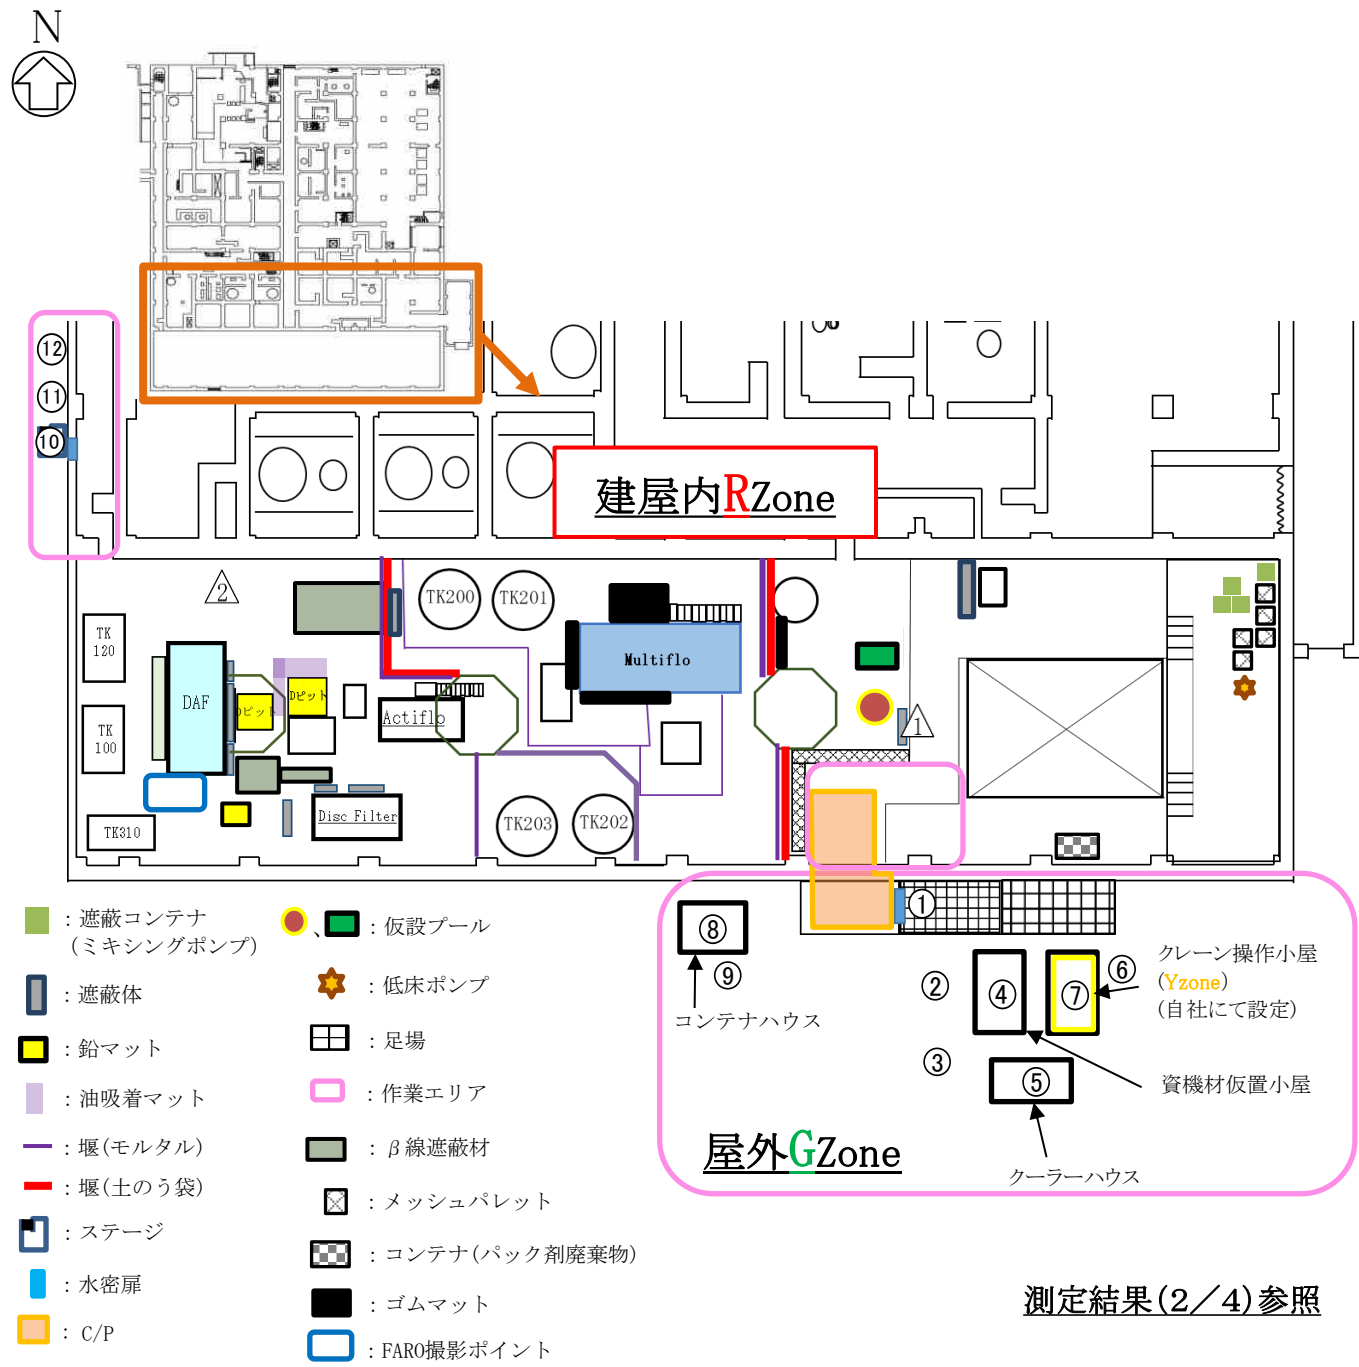 N
⑫
⑪
⑩
建屋内RZone
2
TK200
TK201
TK
120
Multiflo
DAF
Dピット
Dピット
Actiflo
1
TK
100
TK310
Disc Filter
TK203
TK202
①
⑧
⑨
コンテナハウス
②
④
⑦
⑥
クレーン操作小屋
(Yzone)
(自社にて設定)
③
⑤
資機材仮置小屋
クーラーハウス
屋外GZone
：遮蔽コンテナ
(ミキシングポンプ)
：遮蔽体
：鉛マット
：油吸着マット
：堰(モルタル)
：堰(土のう袋)
：ステージ
：水密扉
：C/P
、
：仮設プール
：低床ポンプ
：足場
：作業エリア
：β線遮蔽材
：メッシュパレット
：コンテナ(パック剤廃棄物)
：ゴムマット
：FARO撮影ポイント
測定結果(2／4)参照